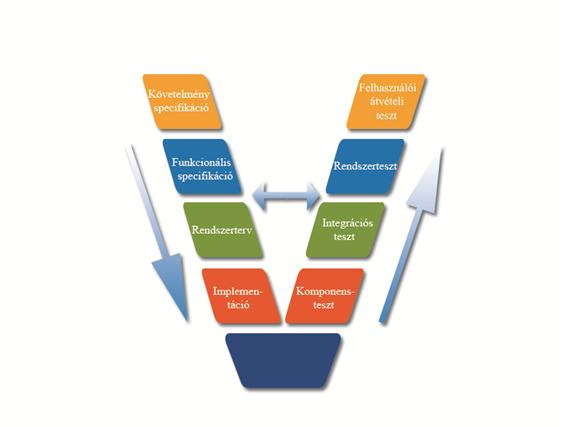 Követelmény
specifikáció
Felhasználói
átvételi
teszt
Funkcionális
specifikáció
Rendszerteszt
Rendszerterv
Integrációs
teszt
Implemen-
táció
Komponens-
teszt